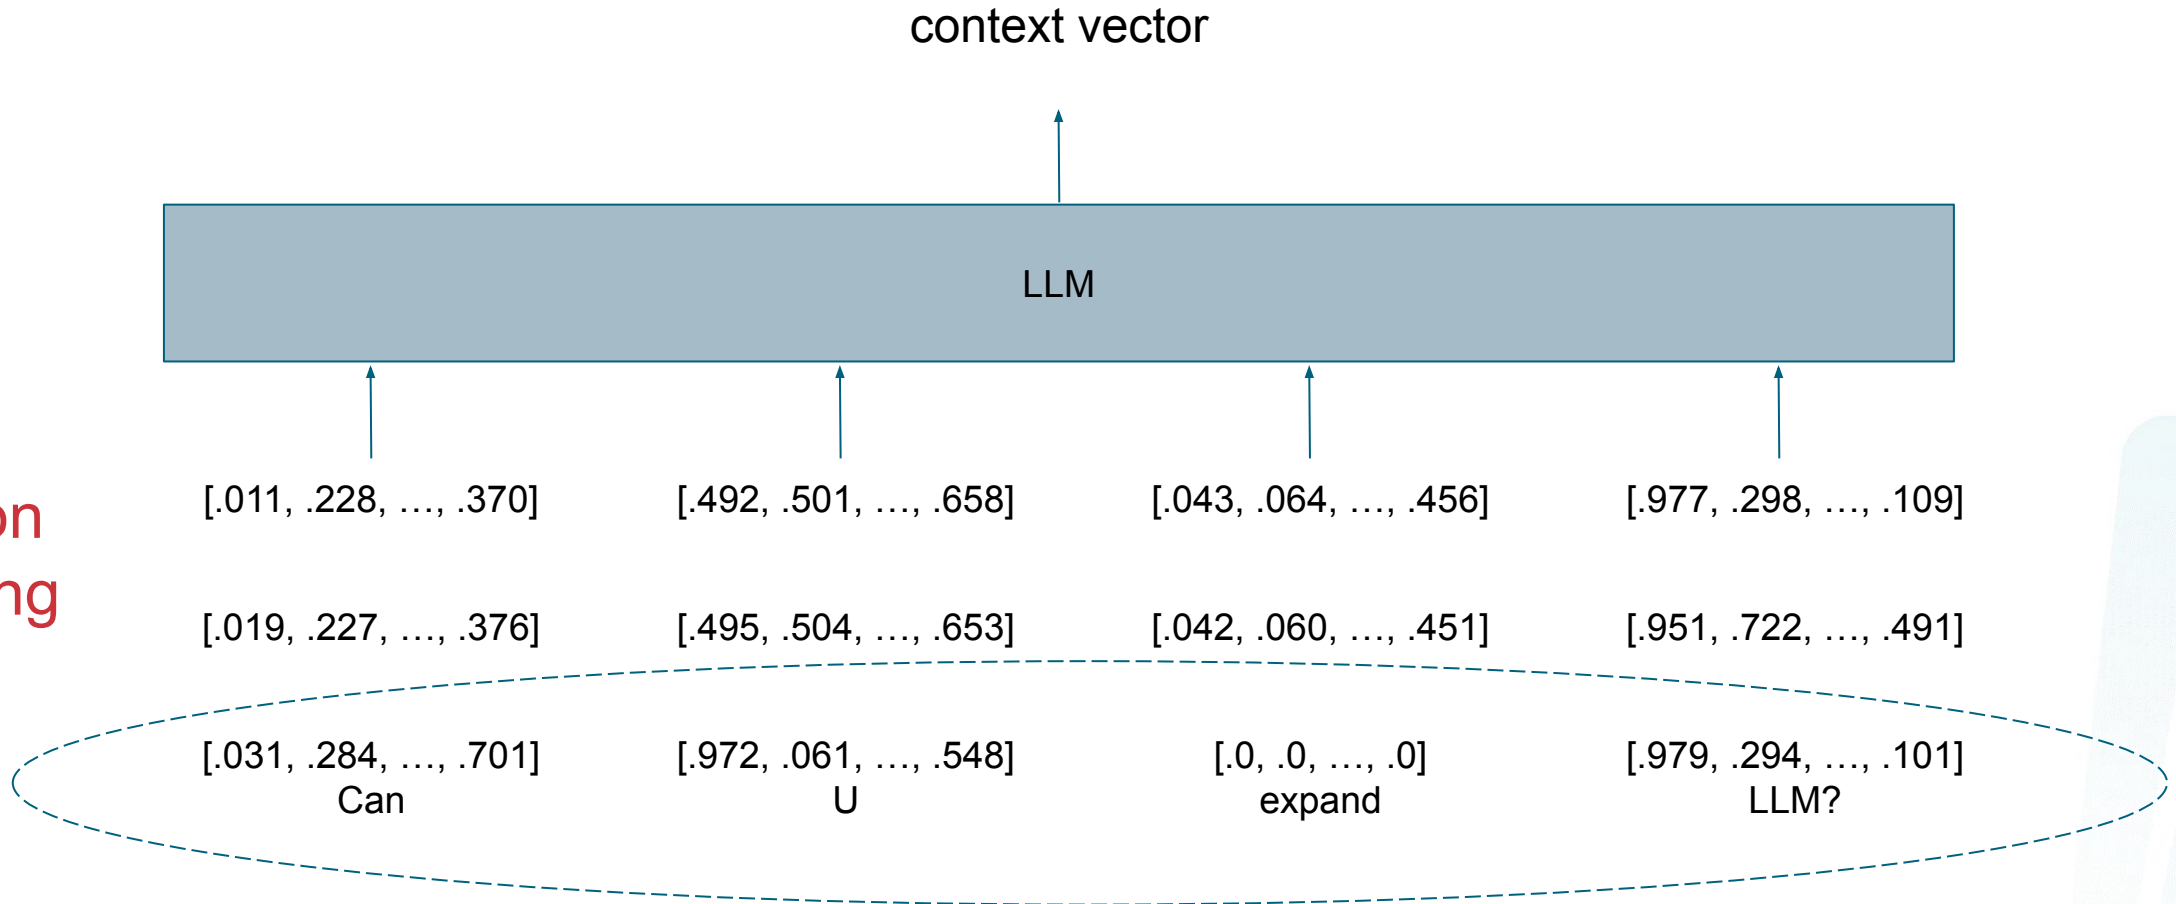 context vector
LLM
[.011, .228, ..., .370] [.492, .501, ..., .658] [.043, .064, ..., .456] [.977, .298, ..., .109]
on
ng
[.019, .227, ..., .376] [.495, .504, ..., .653] [.042, .060, ..., .451] [.951, .722, ..., .491]
[.031, .284, ..., .701] [.972, .061, ..., .548] [.0, .0, ..., .0] [.979, .294, ..., .101]
Can U expand LLM?